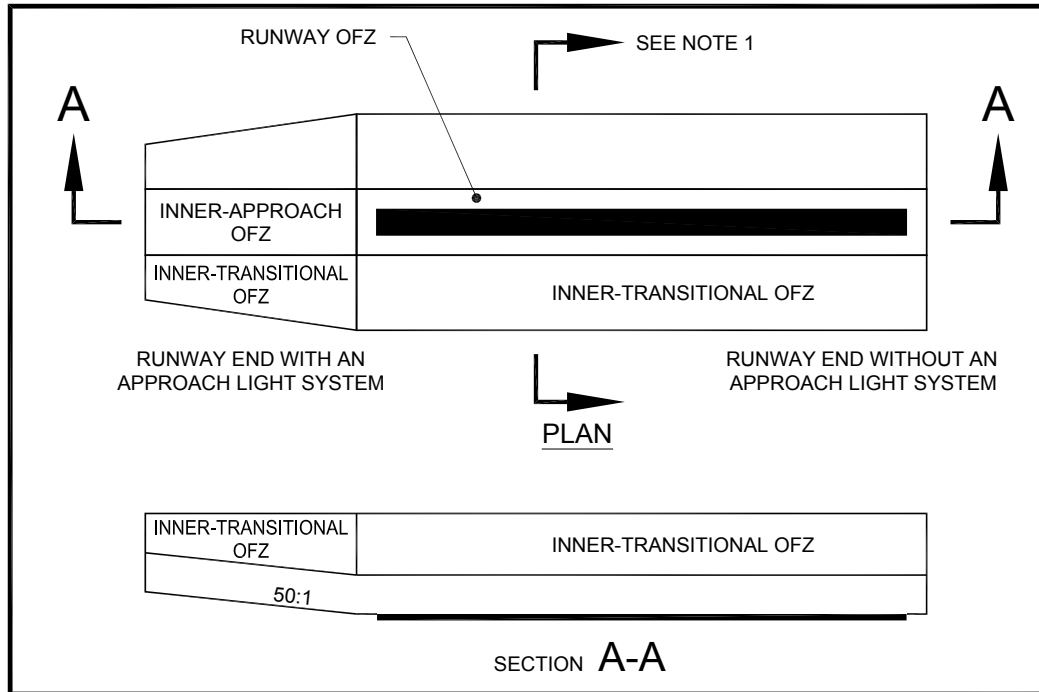 RUNWAY OFZ
SEE NOTE 1
A
A
INNER-APPROACH
OFZ
INNER-TRANSITIONAL
OFZ
INNER-TRANSITIONAL OFZ
RUNWAY END WITH AN
APPROACH LIGHT SYSTEM
RUNWAY END WITHOUT AN
APPROACH LIGHT SYSTEM
PLAN
INNER-TRANSITIONAL
OFZ
INNER-TRANSITIONAL OFZ
50:1
SECTION A-A